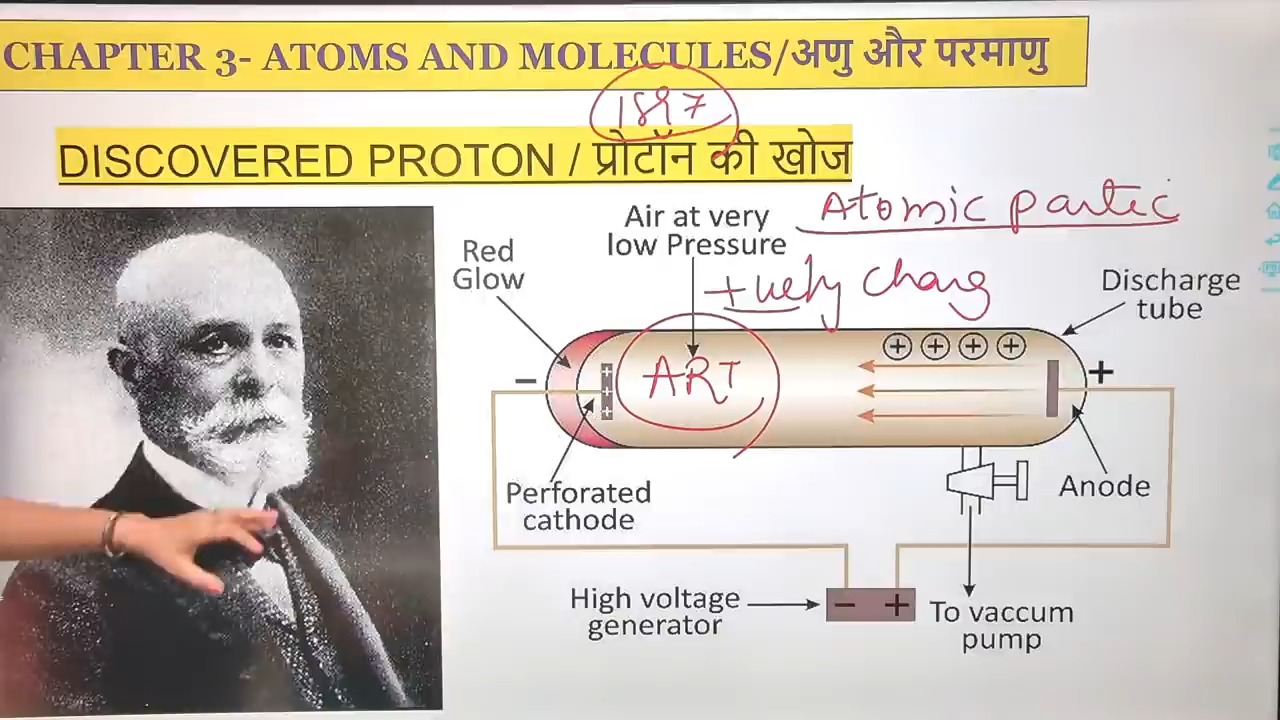 CHAPTER 3- ATOMS AND MOLECULES/अणु और परमाणु
1897
DISCOVERED PROTON / प्रोटॉन की खोज
Atomic partic
Air at very
low Pressure
Red
Glow
+vely charg
Discharge
tube
+ + + +
−
+
ART
+
+
+
Perforated
cathode
Anode
High voltage
generator
− +
To vaccum
pump